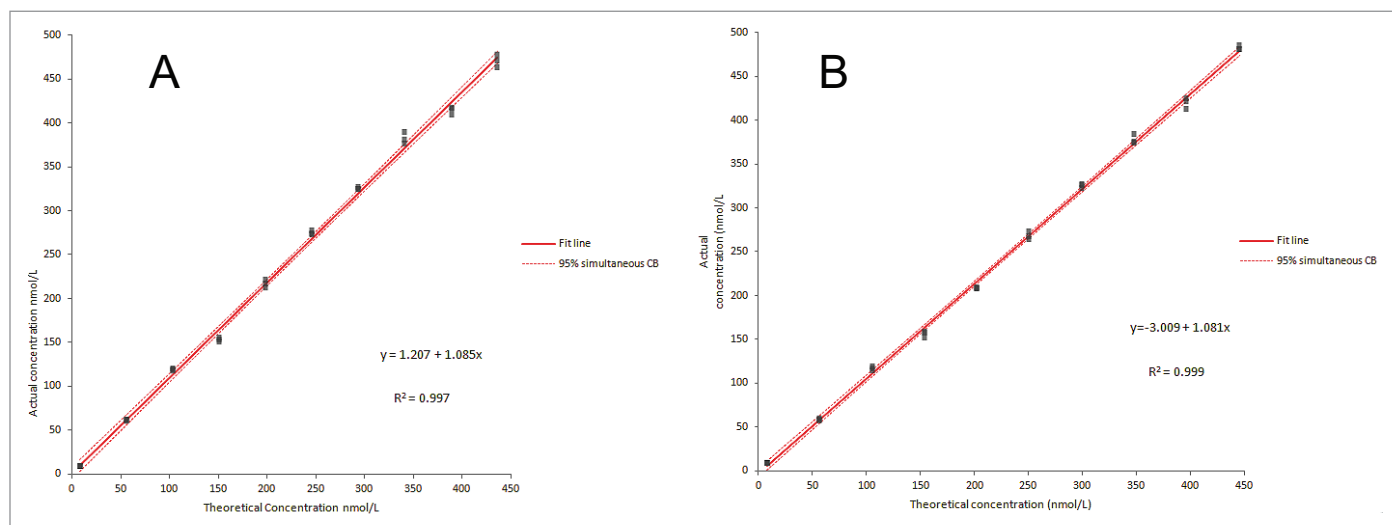 A
500
450
400
350
300
250
200
150
100
50
0
Actual concentration nmol/L
0 50 100 150 200 250 300 350 400 450
Theoretical Concentration nmol/L
Fit line
95% simultaneous CB
y = 1.207 + 1.085x
R² = 0.997
B
500
450
400
350
300
250
200
150
100
50
0
Actual
concentration (nmol/L
0 50 100 150 200 250 300 350 400 450
Theoretical concentration (nmol/L)
Fit line
95% simultaneous CB
y=-3.009 + 1.081x
R² = 0.999